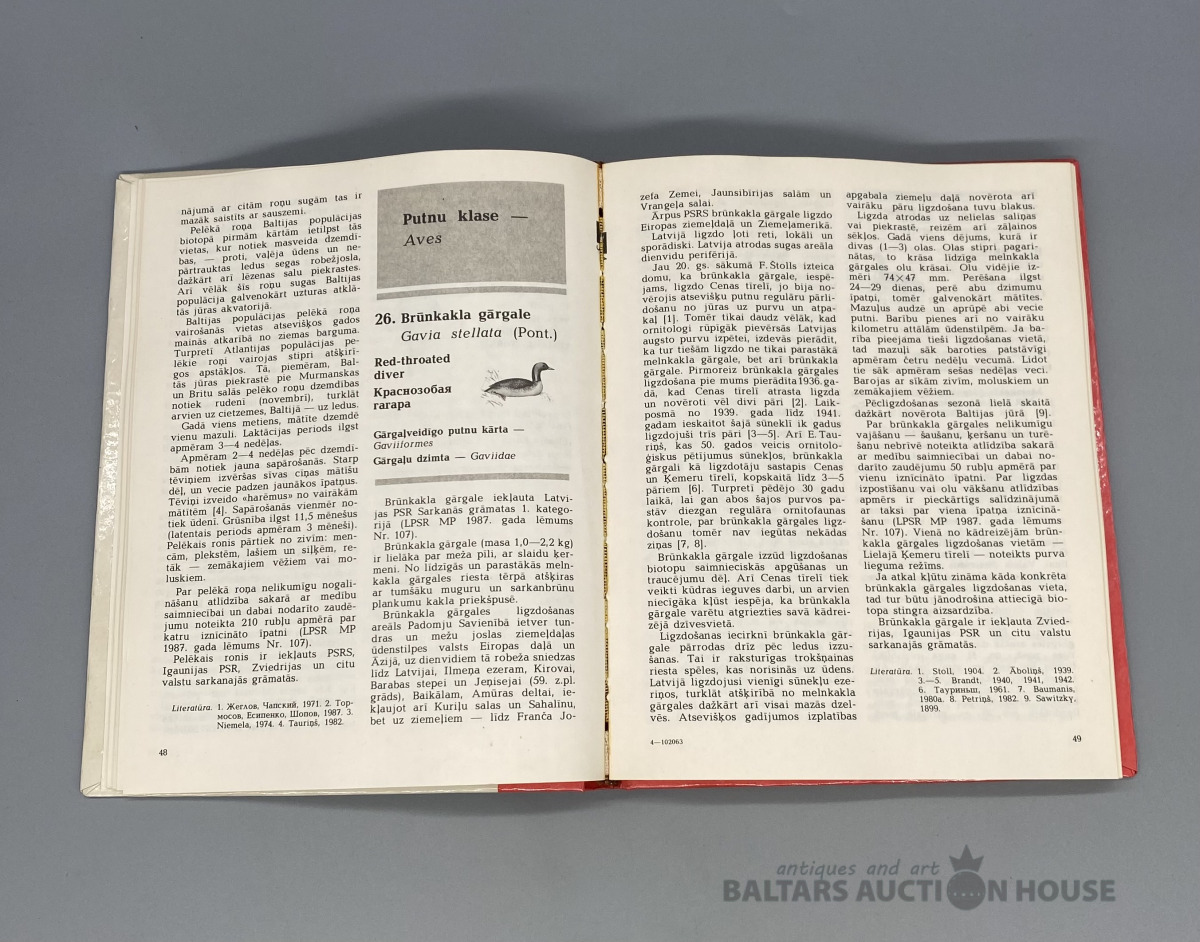 nājumā ar citām roņu sugām tas ir
mazāk saistīts ar sauszemi.
Pelēkā roņa Baltijas populācijas
biotopā pirmām kārtām ietilpst tās
vietas, kur notiek masveida dzemdī-
bas, — proti, vaļēja ūdens un ne-
pārtrauktas ledus segas robežjosla,
dažkārt arī lēzenas salu piekrastes.
Arī vēlāk šīs roņu sugas Baltijas
populācija galvenokārt uzturas atklā-
tās jūras akvatorijā.
Baltijas populācijas pelēkā roņa
vairošanās vietas atsevišķos gados
mainās atkarībā no ziemas barguma.
Turpretī Atlantijas populācijas pe-
lēkie roņi vairojas stipri atšķirī-
gos apstākļos. Tā, piemēram, Bal-
tās jūras piekrastē pie Murmanskas
un Britu salās pelēko roņu dzemdības
notiek rudenī (novembrī), turklāt
arvien uz cietzemes, Baltijā — uz ledus.
Gadā viens metiens, mātīte dzemdē
vienu mazuli. Laktācijas periods ilgst
apmēram 3—4 nedēļas.
Apmēram 2—4 nedēļas pēc dzemdī-
bām notiek jauna sapārošanās. Starp
tēviņiem izvēršas sīvas cīņas mātīšu
dēļ, un vecie padzen jaunākos īpatņus.
Tēviņi izveido «harēmus» no vairākām
mātītēm [4]. Sapārošanās vienmēr no-
tiek ūdenī. Grūsnība ilgst 11,5 mēnešus
(latentais periods apmēram 3 mēneši).
Pelēkais ronis pārtiek no zivīm: men-
cām, plekstēm, lašiem un siļķēm, re-
tāk — zemākajiem vēžiem vai mo-
luskiem.
Par pelēkā roņa nelikumīgu nogali-
nāšanu atlīdzība sakarā ar medību
saimniecībai un dabai nodarīto zaudē-
jumu noteikta 210 rubļu apmērā par
katru iznīcināto īpatni (LPSR MP
1987. gada lēmums Nr. 107).
Pelēkais ronis ir iekļauts PSRS,
Igaunijas PSR, Zviedrijas un citu
valstu sarkanajās grāmatās.
Literatūra. 1. Жеглов, Чапский, 1971. 2. Тор-
мосов, Есипенко, Шопов, 1987. 3.
Niemela, 1974. 4. Tauriņš, 1982.
48
Putnu klase —
Aves
26. Brūnkakla gārgale
Gavia stellata (Pont.)
Red-throated
diver
Краснозобая
гагара
Gārgaļveidīgo putnu kārta —
Gaviiformes
Gārgaļu dzimta — Gaviidae
Brūnkakla gārgale iekļauta Latvi-
jas PSR Sarkanās grāmatas 1. katego-
rijā (LPSR MP 1987. gada lēmums
Nr. 107).
Brūnkakla gārgale (masa 1,0—2,2 kg)
ir lielāka par meža pīli, ar slaidu ķer-
meni. No līdzīgās un parastākās meln-
kakla gārgales riesta tērpā atšķiras
ar tumšāku muguru un sarkanbrūnu
plankumu kakla priekšpusē.
Brūnkakla gārgales ligzdošanas
areāls Padomju Savienībā ietver tun-
dras un mežu joslas ziemeļdaļas
ūdenstilpes valsts Eiropas daļā un
Āzijā, uz dienvidiem tā robeža sniedzas
līdz Latvijai, Ilmeņa ezeram, Kirovai,
Barabas stepei un Jeņisejai (59. z.pl.
grāds), Baikālam, Amūras deltai, ie-
kļaujot arī Kuriļu salas un Sahalīnu,
bet uz ziemeļiem — līdz Franča Jo-
zefa Zemei, Jaunsibīrijas salām un
Vrangeļa salai.
Ārpus PSRS brūnkakla gārgale ligzdo
Eiropas ziemeļdaļā un Ziemeļamerikā.
Latvijā ligzdo ļoti reti, lokāli un
sporādiski. Latvija atrodas sugas areāla
dienvidu perifērijā.
Jau 20. gs. sākumā F. Štolls izteica
domu, ka brūnkakla gārgale, iespē-
jams, ligzdo Cenas tīrelī, jo bija no-
vērojis atsevišķu putnu regulāru pārli-
došanu no jūras uz purvu un atpa-
kaļ [1]. Tomēr tikai daudz vēlāk, kad
ornitologi rūpīgāk pievērsās Latvijas
augsto purvu izpētei, izdevās pierādīt,
ka tur tiešām ligzdo ne tikai parastākā
melnkakla gārgale, bet arī brūnkakla
gārgale. Pirmoreiz brūnkakla gārgales
ligzdošana pie mums pierādīta 1936. ga-
dā, kad Cenas tīrelī atrasta ligzda
un novēroti vēl divi pāri [2]. Laik-
posmā no 1939. gada līdz 1941.
gadam ieskaitot šajā sūneklī ik gadus
ligzdojuši trīs pāri [3—5]. Arī E. Tau-
riņš, kas 50. gados veicis ornitolo-
ģiskus pētījumus sūnekļos, brūnkakla
gārgali kā ligzdotāju sastapis Cenas
un Ķemeru tīrelī, kopskaitā līdz 3—5
pāriem [6]. Turpretī pēdējo 30 gadu
laikā, lai gan abos šajos purvos pa-
stāv diezgan regulāra ornitofaunas
kontrole, par brūnkakla gārgales ligz-
došanu tomēr nav iegūtas nekādas
ziņas [7, 8].
Brūnkakla gārgale izzūd ligzdošanas
biotopu saimnieciskās apgūšanas un
traucējumu dēļ. Arī Cenas tīrelī tiek
veikti kūdras ieguves darbi, un arvien
niecīgāka kļūst iespēja, ka brūnkakla
gārgale varētu atgriezties savā kādrei-
zējā dzīvesvietā.
Ligzdošanas iecirknī brūnkakla gār-
gale pārrodas drīz pēc ledus izzu-
šanas. Tai ir raksturīgas trokšņainas
riesta spēles, kas norisinās uz ūdens.
Latvijā ligzdojusi vienīgi sūnekļu eze-
riņos, turklāt atšķirībā no melnkakla
gārgales dažkārt arī visai mazās dzel-
vēs. Atsevišķos gadījumos izplatības
4—102063
apgabala ziemeļu daļā novērota arī
vairāku pāru ligzdošana tuvu blakus.
Ligzda atrodas uz nelielas saliņas
vai piekrastē, reizēm arī zāļainos
sēkļos. Gadā viens dējums, kurā ir
divas (1—3) olas. Olas stipri pagari-
nātas, to krāsa līdzīga melnkakla
gārgales olu krāsai. Olu vidējie iz-
mēri 74×47 mm. Perēšana ilgst
24—29 dienas, perē abu dzimumu
īpatņi, tomēr galvenokārt mātītes.
Mazuļus audzē un aprūpē abi vecie
putni. Barību pienes arī no vairāku
kilometru attālām ūdenstilpēm. Ja ba-
rība pieejama tieši ligzdošanas vietā,
tad mazuļi sāk baroties patstāvīgi
apmēram četru nedēļu vecumā. Lidot
tie sāk apmēram sešas nedēļas veci.
Barojas ar sīkām zivīm, moluskiem un
zemākajiem vēžiem.
Pēcligzdošanas sezonā lielā skaitā
dažkārt novērota Baltijas jūrā [9].
Par brūnkakla gārgales nelikumīgu
vajāšanu — šaušanu, ķeršanu un turē-
šanu nebrīvē noteikta atlīdzība sakarā
ar medību saimniecībai un dabai no-
darīto zaudējumu 50 rubļu apmērā par
vienu iznīcināto īpatni. Par ligzdas
izpostīšanu vai olu vākšanu atlīdzības
apmērs ir pieckārtīgs salīdzinājumā
ar taksi par viena īpatņa iznīcinā-
šanu (LPSR MP 1987. gada lēmums
Nr. 107). Vienā no kādreizējām brūn-
kakla gārgales ligzdošanas vietām —
Lielajā Ķemeru tīrelī — noteikts purva
lieguma režīms.
Ja atkal kļūtu zināma kāda konkrēta
brūnkakla gārgales ligzdošanas vieta,
tad tur būtu jānodrošina attiecīgā bio-
topa stingra aizsardzība.
Brūnkakla gārgale ir iekļauta Zvied-
rijas, Igaunijas PSR un citu valstu
sarkanajās grāmatās.
Literatūra. 1. Stoll, 1904. 2. Āboliņš, 1939.
3.—5. Brandt, 1940, 1941, 1942.
6. Тауриньш, 1961. 7. Baumanis,
1980a. 8. Petriņš, 1982. 9. Sawitzky,
1899.
49
antiques and art
BALTARS AUCTION HOUSE